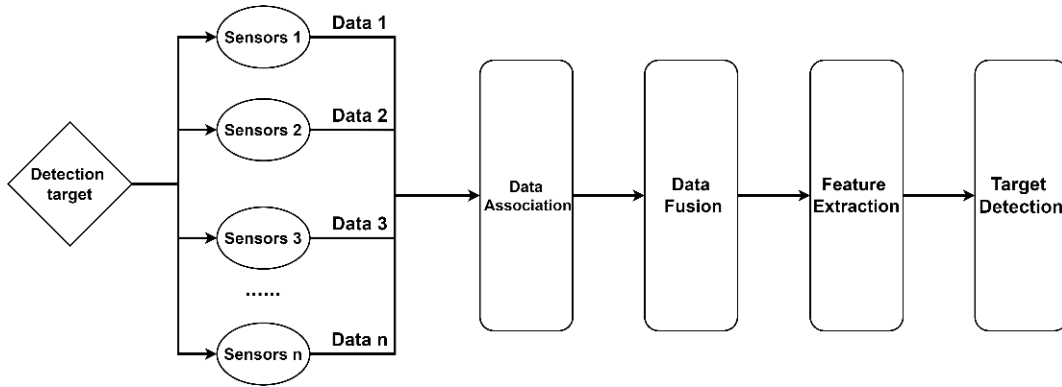 Detection
target
Sensors 1
Data 1
Sensors 2
Data 2
Sensors 3
Data 3
......
Sensors n
Data n
Data
Association
Data
Fusion
Feature
Extraction
Target
Detection